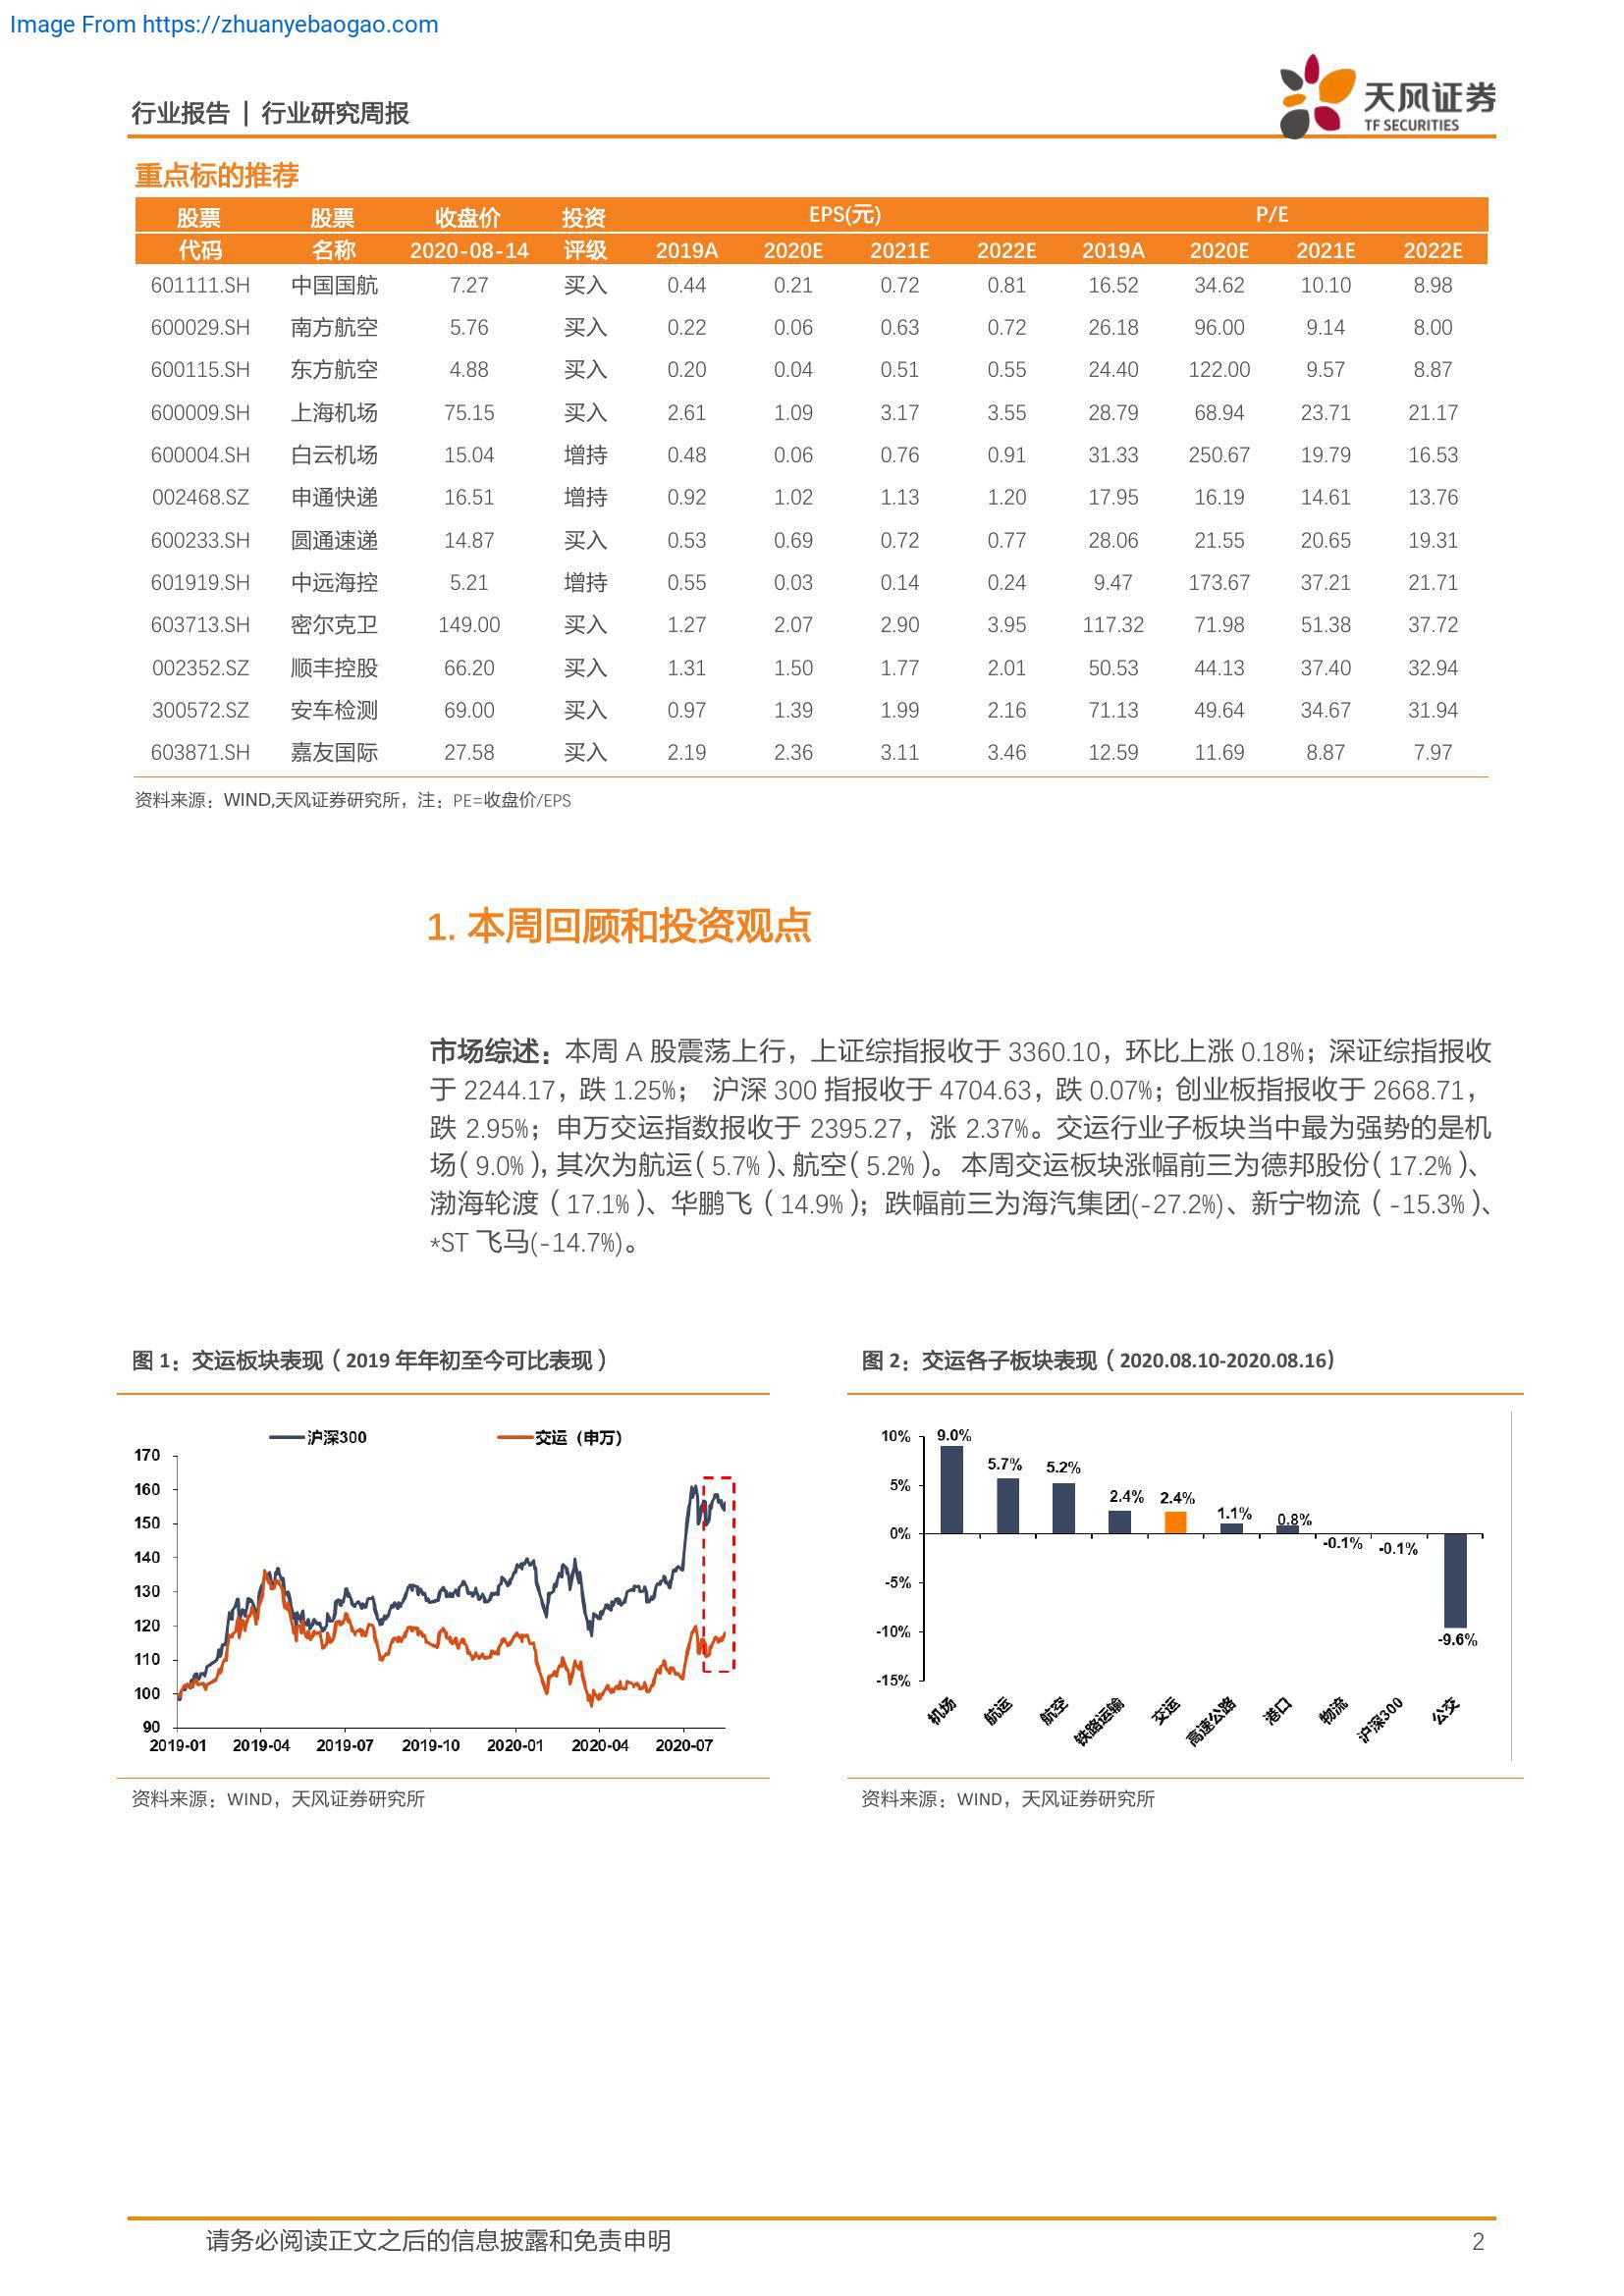 Image From https://zhuanyebaogao.com
行业报告 | 行业研究周报
天风证券
TF SECURITIES
重点标的推荐
股票 股票 收盘价 投资 EPS(元) P/E
代码 名称 2020-08-14 评级 2019A 2020E 2021E 2022E 2019A 2020E 2021E 2022E
601111.SH 中国国航 7.27 买入 0.44 0.21 0.72 0.81 16.52 34.62 10.10 8.98
600029.SH 南方航空 5.76 买入 0.22 0.06 0.63 0.72 26.18 96.00 9.14 8.00
600115.SH 东方航空 4.88 买入 0.20 0.04 0.51 0.55 24.40 122.00 9.57 8.87
600009.SH 上海机场 75.15 买入 2.61 1.09 3.17 3.55 28.79 68.94 23.71 21.17
600004.SH 白云机场 15.04 增持 0.48 0.06 0.76 0.91 31.33 250.67 19.79 16.53
002468.SZ 申通快递 16.51 增持 0.92 1.02 1.13 1.20 17.95 16.19 14.61 13.76
600233.SH 圆通速递 14.87 买入 0.53 0.69 0.72 0.77 28.06 21.55 20.65 19.31
601919.SH 中远海控 5.21 增持 0.55 0.03 0.14 0.24 9.47 173.67 37.21 21.71
603713.SH 密尔克卫 149.00 买入 1.27 2.07 2.90 3.95 117.32 71.98 51.38 37.72
002352.SZ 顺丰控股 66.20 买入 1.31 1.50 1.77 2.01 50.53 44.13 37.40 32.94
300572.SZ 安车检测 69.00 买入 0.97 1.39 1.99 2.16 71.13 49.64 34.67 31.94
603871.SH 嘉友国际 27.58 买入 2.19 2.36 3.11 3.46 12.59 11.69 8.87 7.97
资料来源：WIND,天风证券研究所，注：PE=收盘价/EPS
1. 本周回顾和投资观点
市场综述：本周 A 股震荡上行，上证综指报收于 3360.10，环比上涨 0.18%；深证综指报收
于 2244.17，跌 1.25%； 沪深 300 指报收于 4704.63，跌 0.07%；创业板指报收于 2668.71，
跌 2.95%；申万交运指数报收于 2395.27，涨 2.37%。交运行业子板块当中最为强势的是机
场（9.0%），其次为航运（5.7%）、航空（5.2%）。本周交运板块涨幅前三为德邦股份（17.2%）、
渤海轮渡（17.1%）、华鹏飞（14.9%）；跌幅前三为海汽集团(-27.2%)、新宁物流（-15.3%）、
*ST 飞马(-14.7%)。
图 1：交运板块表现（2019 年年初至今可比表现）
沪深300 交运（申万）
170
160
150
140
130
120
110
100
90
2019-01 2019-04 2019-07 2019-10 2020-01 2020-04 2020-07
资料来源：WIND，天风证券研究所
图 2：交运各子板块表现（2020.08.10-2020.08.16）
10%
5%
0%
-5%
-10%
-15%
9.0% 5.7% 5.2% 2.4% 2.4% 1.1% 0.8% -0.1% -0.1% -9.6%
机场 航运 航空 铁路运输 交运 高速公路 港口 物流 沪深300 公交
资料来源：WIND，天风证券研究所
请务必阅读正文之后的信息披露和免责申明 2